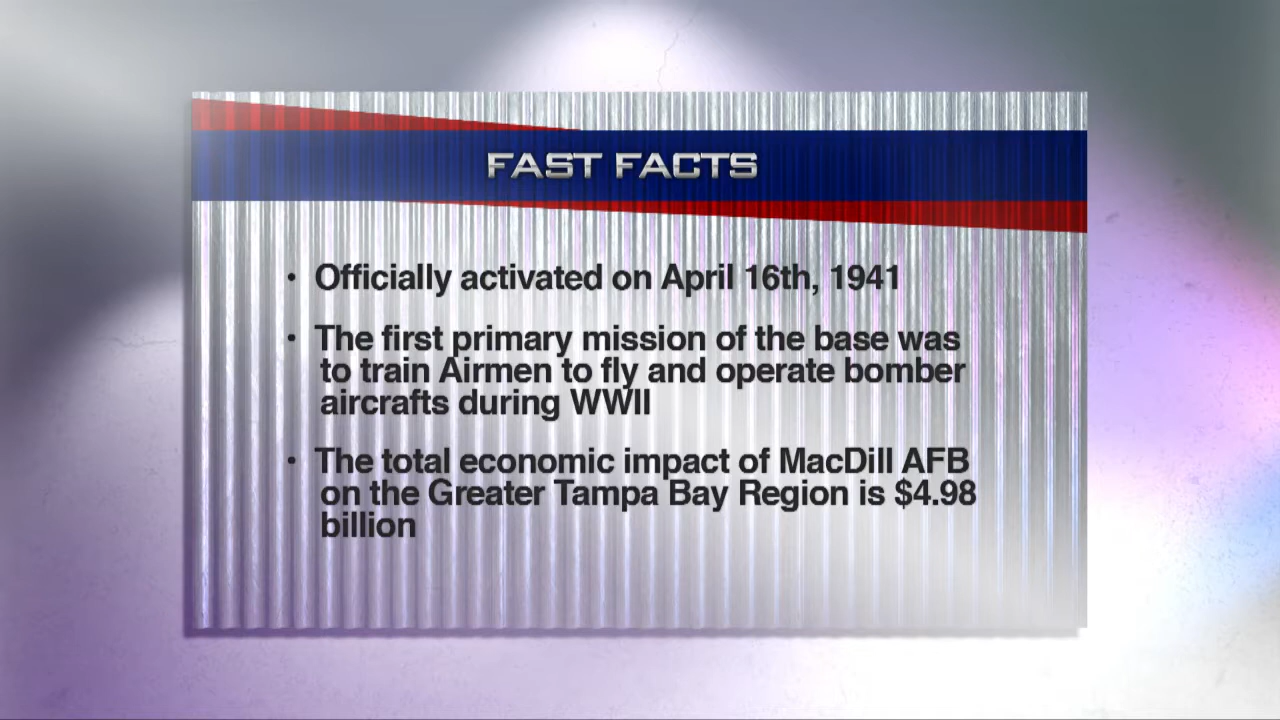 FAST FACTS
• Officially activated on April 16th, 1941
• The first primary mission of the base was
to train Airmen to fly and operate bomber
aircrafts during WWII
• The total economic impact of MacDill AFB
on the Greater Tampa Bay Region is $4.98
billion